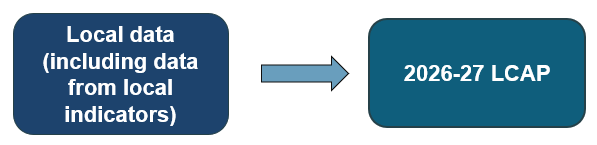 Local data
(including data
from local
indicators)
2026-27 LCAP